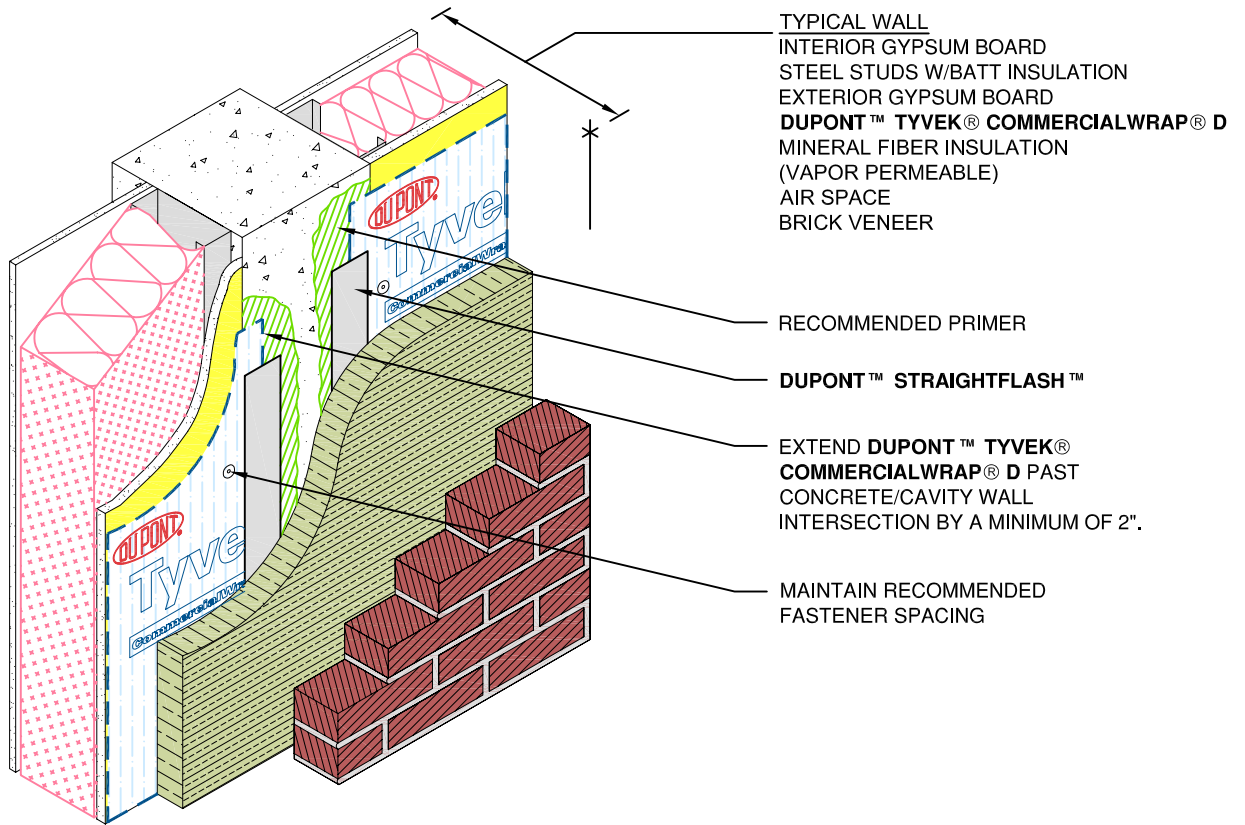 TYPICAL WALL
INTERIOR GYPSUM BOARD
STEEL STUDS W/BATT INSULATION
EXTERIOR GYPSUM BOARD
DUPONT™ TYVEK® COMMERCIALWRAP® D
MINERAL FIBER INSULATION
(VAPOR PERMEABLE)
AIR SPACE
BRICK VENEER
DUPONT.
Tyve
CommercialWra
RECOMMENDED PRIMER
DUPONT™ STRAIGHTFLASH™
EXTEND DUPONT™ TYVEK®
COMMERCIALWRAP® D PAST
CONCRETE/CAVITY WALL
INTERSECTION BY A MINIMUM OF 2".
DUPONT.
Tyve
CommercialWra
MAINTAIN RECOMMENDED
FASTENER SPACING